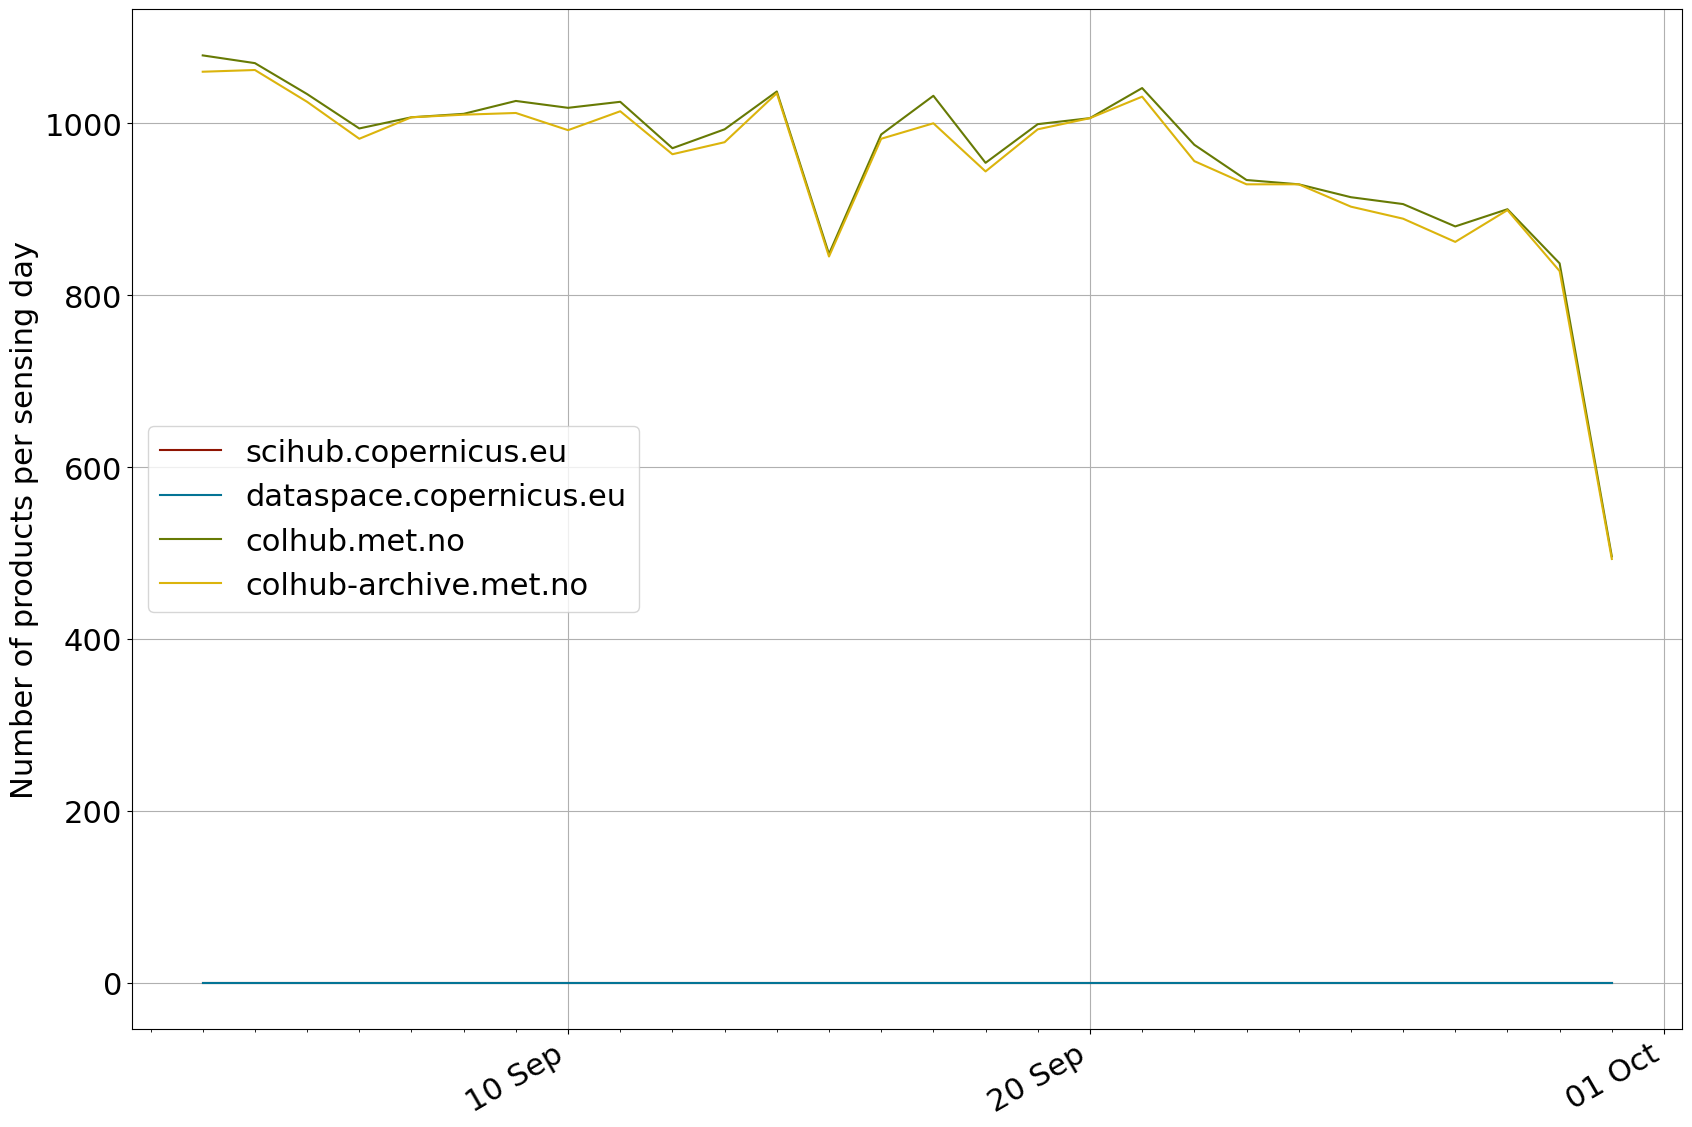 Number of products per sensing day
1000
800
600
400
200
0
scihub.copernicus.eu
dataspace.copernicus.eu
colhub.met.no
colhub-archive.met.no
10 Sep
20 Sep
01 Oct